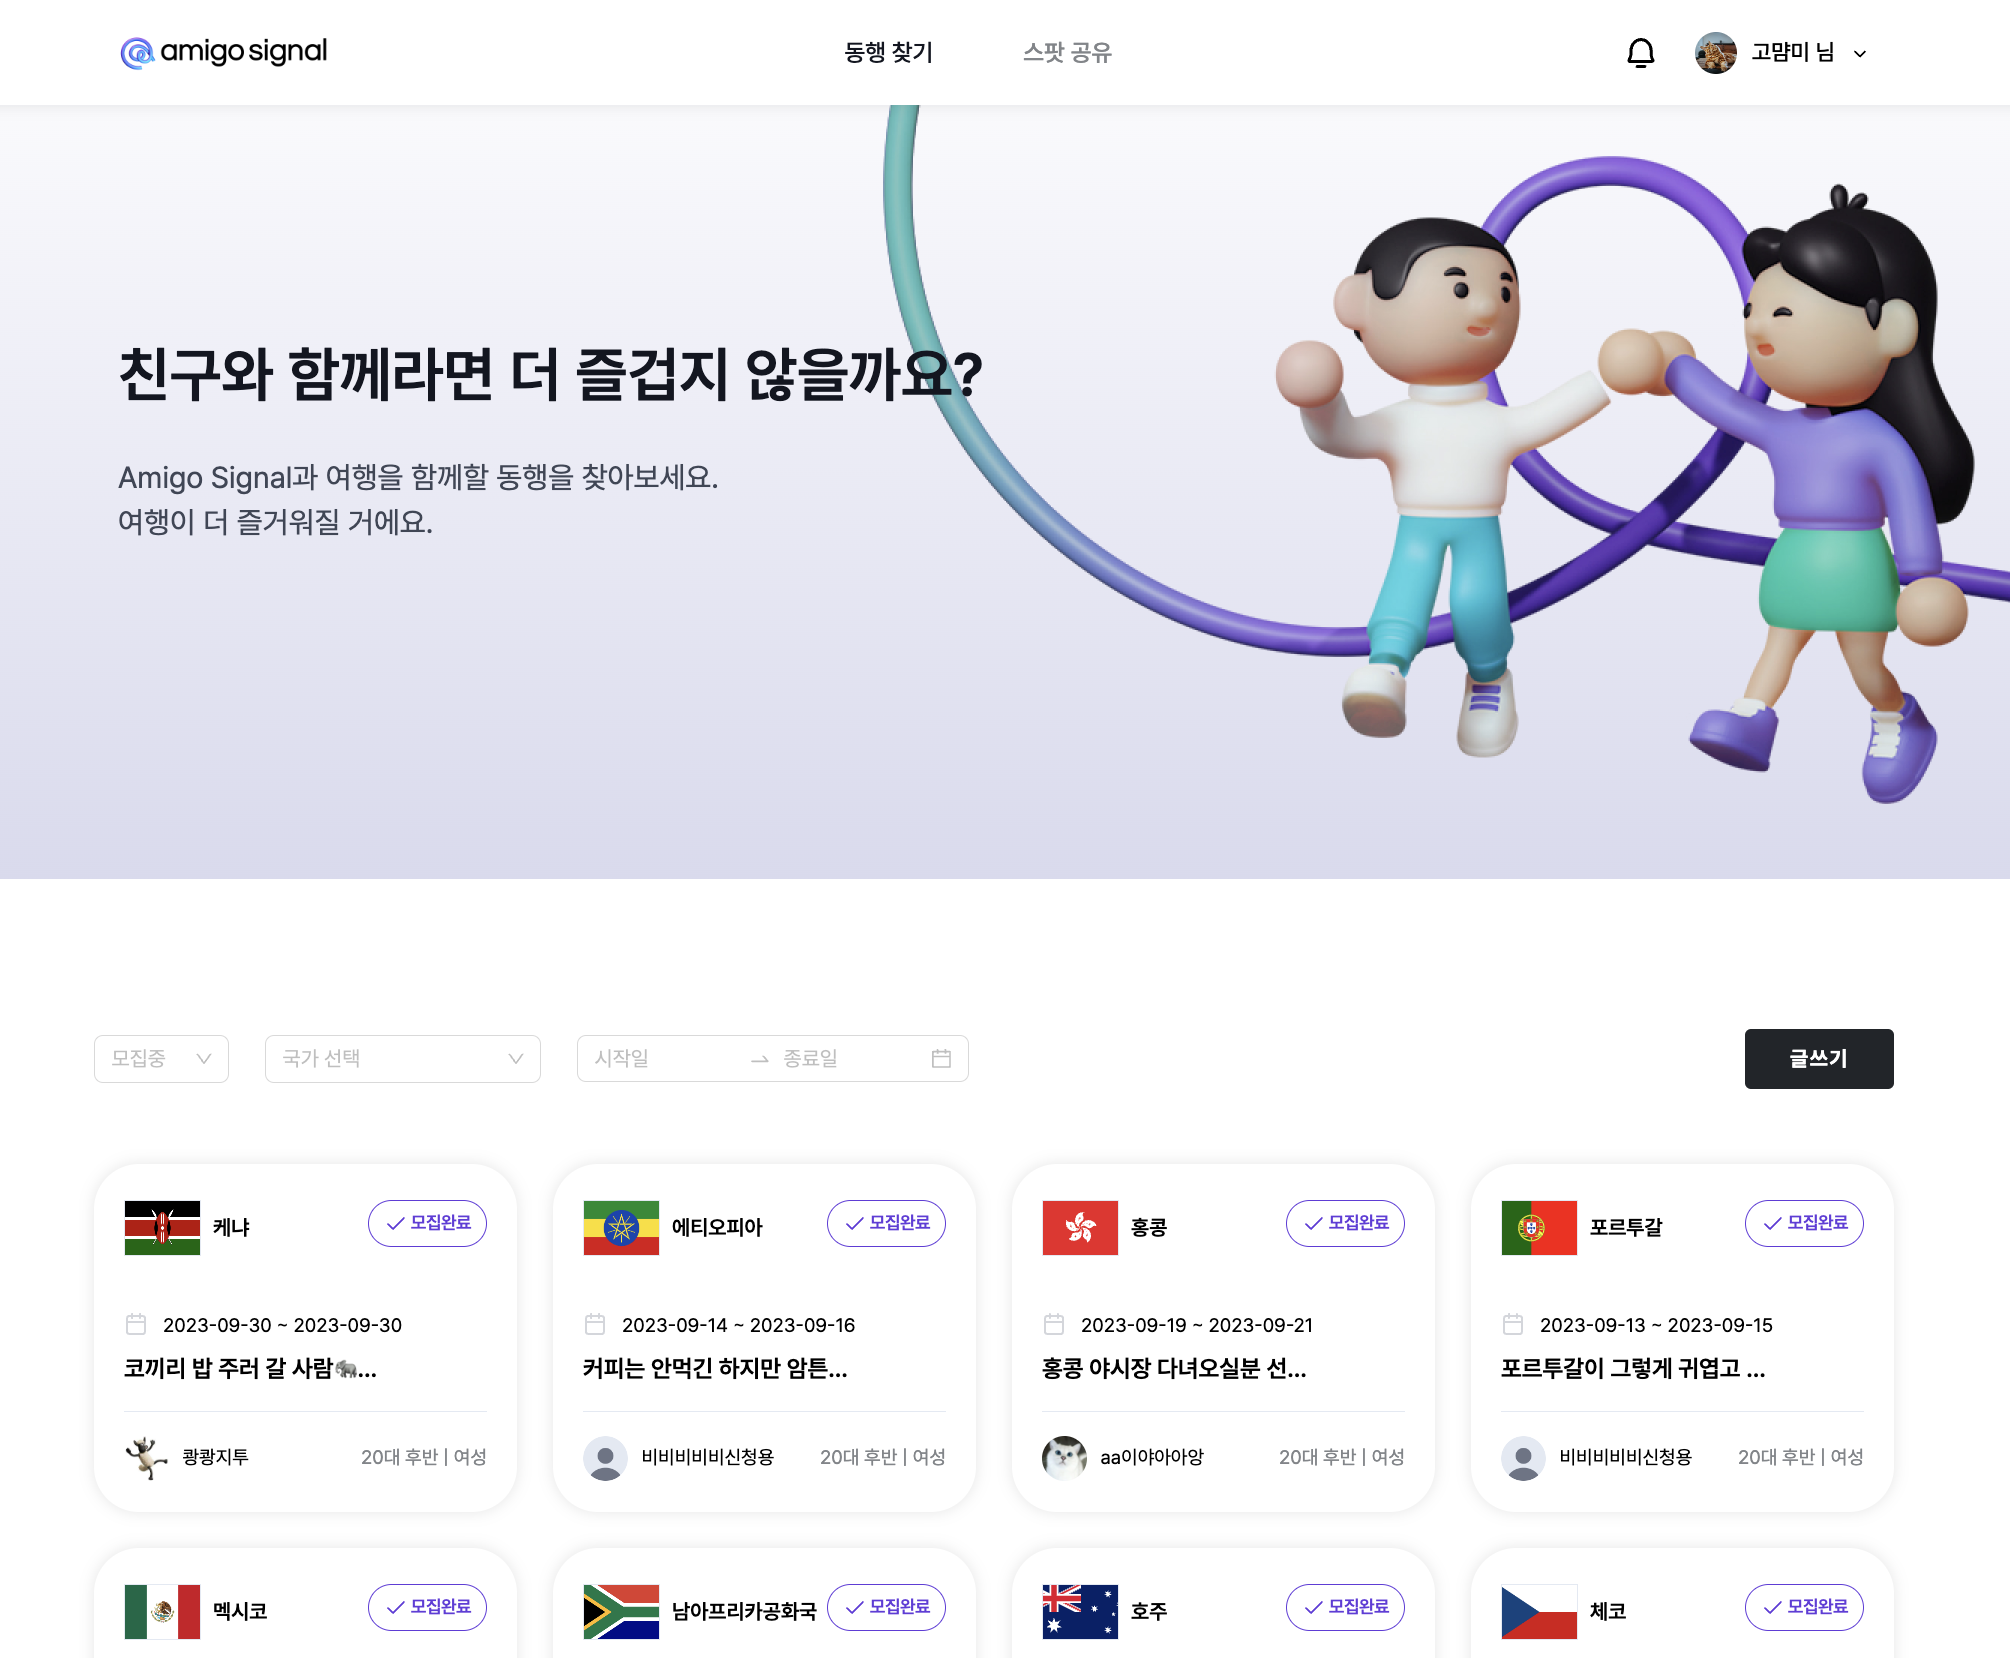 amigo signal
동행 찾기
스팟 공유
고먐미 님
친구와 함께라면 더 즐겁지 않을까요?
Amigo Signal과 여행을 함께할 동행을 찾아보세요.
여행이 더 즐거워질 거에요.
모집중
국가 선택
시작일
종료일
글쓰기
케냐
모집완료
2023-09-30 ~ 2023-09-30
코끼리 밥 주러 갈 사람🐘...
쾅쾅지투
20대 후반 | 여성
에티오피아
모집완료
2023-09-14 ~ 2023-09-16
커피는 안먹긴 하지만 암튼...
비비비비비신청용
20대 후반 | 여성
홍콩
모집완료
2023-09-19 ~ 2023-09-21
홍콩 야시장 다녀오실분 선...
aa이야아아앙
20대 후반 | 여성
포르투갈
모집완료
2023-09-13 ~ 2023-09-15
포르투갈이 그렇게 귀엽고 ...
비비비비비신청용
20대 후반 | 여성
멕시코
모집완료
남아프리카공화국
모집완료
호주
모집완료
체코
모집완료